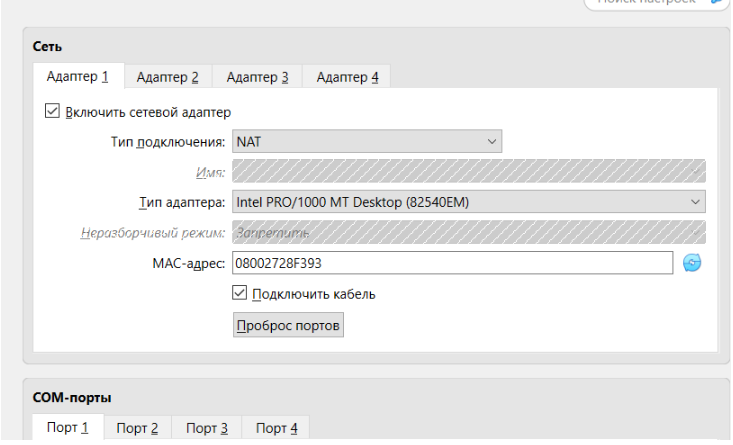 Поиск настроек
Сеть
Адаптер 1 Адаптер 2 Адаптер 3 Адаптер 4
Включить сетевой адаптер
Тип подключения: NAT
Имя:
Тип адаптера: Intel PRO/1000 MT Desktop (82540EM)
Неразборчивый режим: Запретить
MAC-адрес: 08002728F393
Подключить кабель
Проброс портов
COM-порты
Порт 1 Порт 2 Порт 3 Порт 4